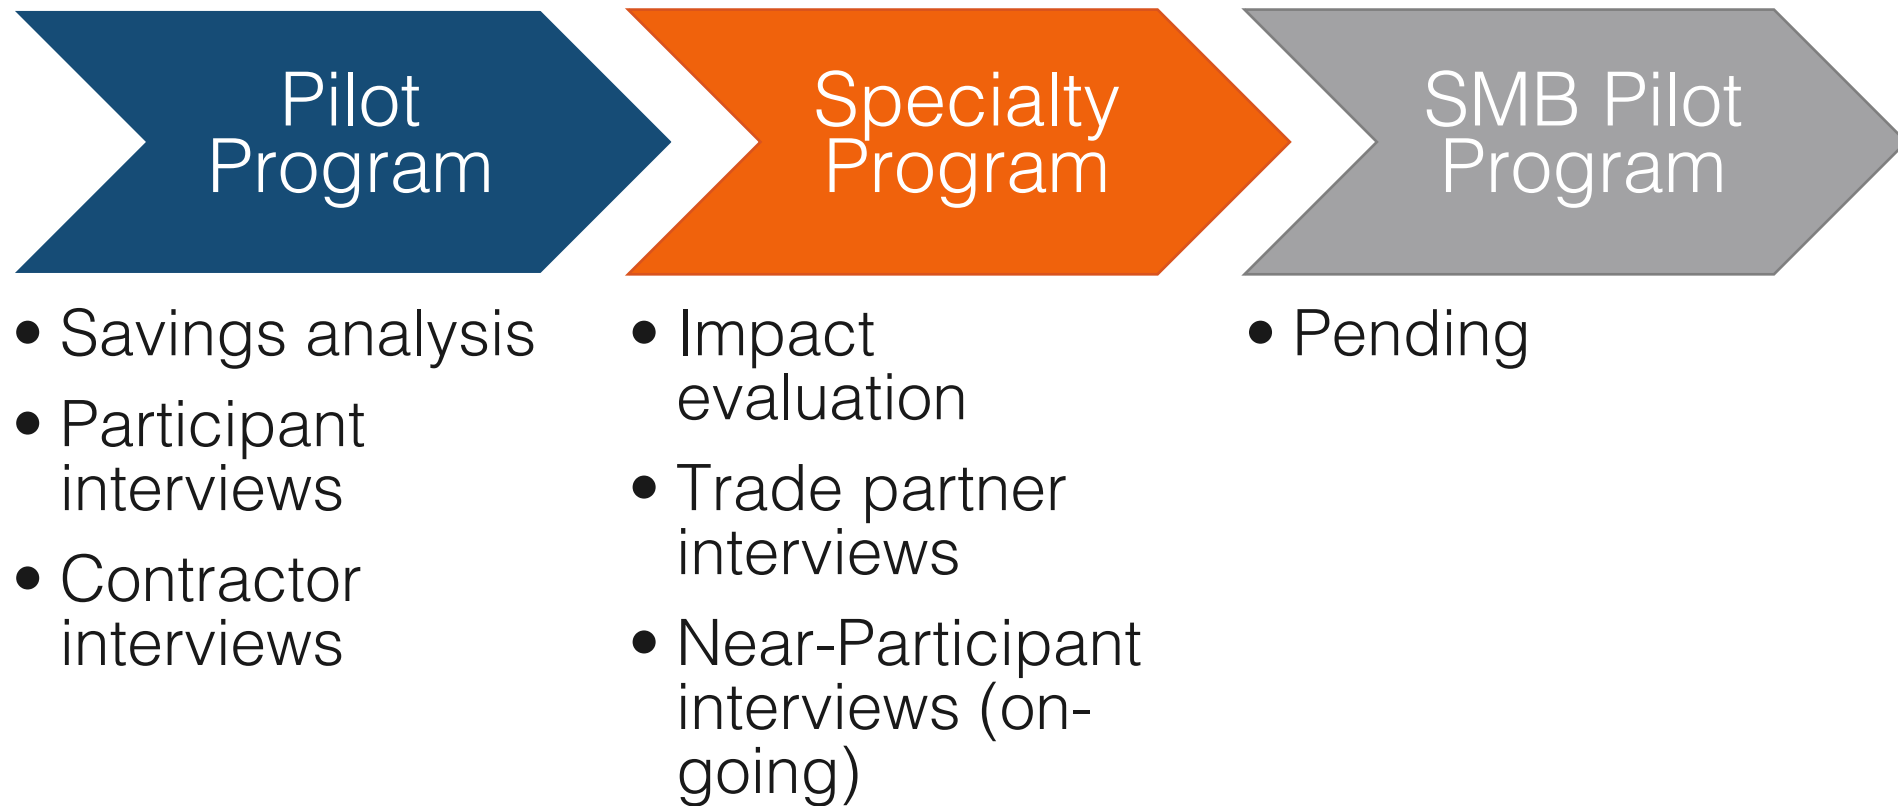 Pilot
Program
Specialty
Program
SMB Pilot
Program
• Savings analysis
• Participant
interviews
• Contractor
interviews
• Impact
evaluation
• Trade partner
interviews
• Near-Participant
interviews (on-
going)
• Pending